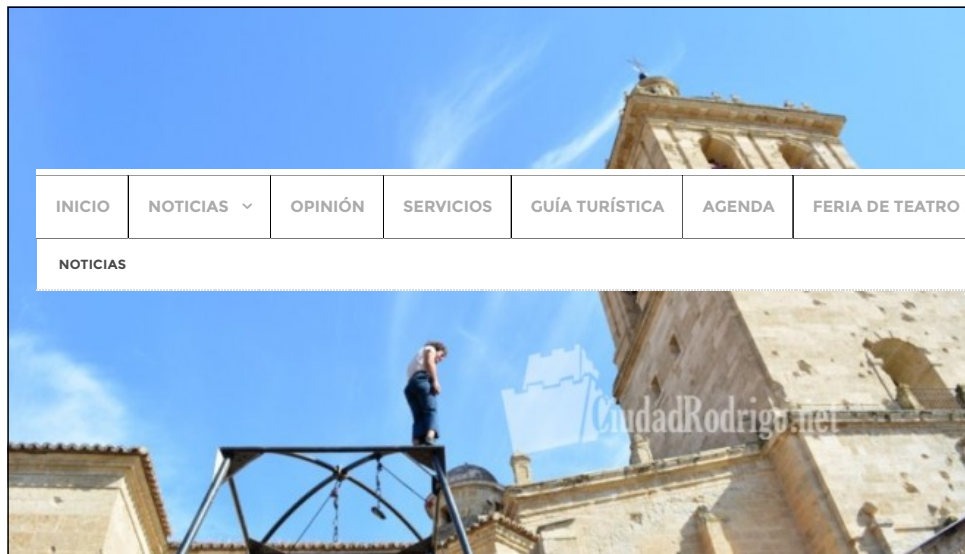 INICIO NOTICIAS OPINIÓN SERVICIOS GUÍA TURÍSTICA AGENDA FERIA DE TEATRO
NOTICIAS
CiudadRodrigo.net